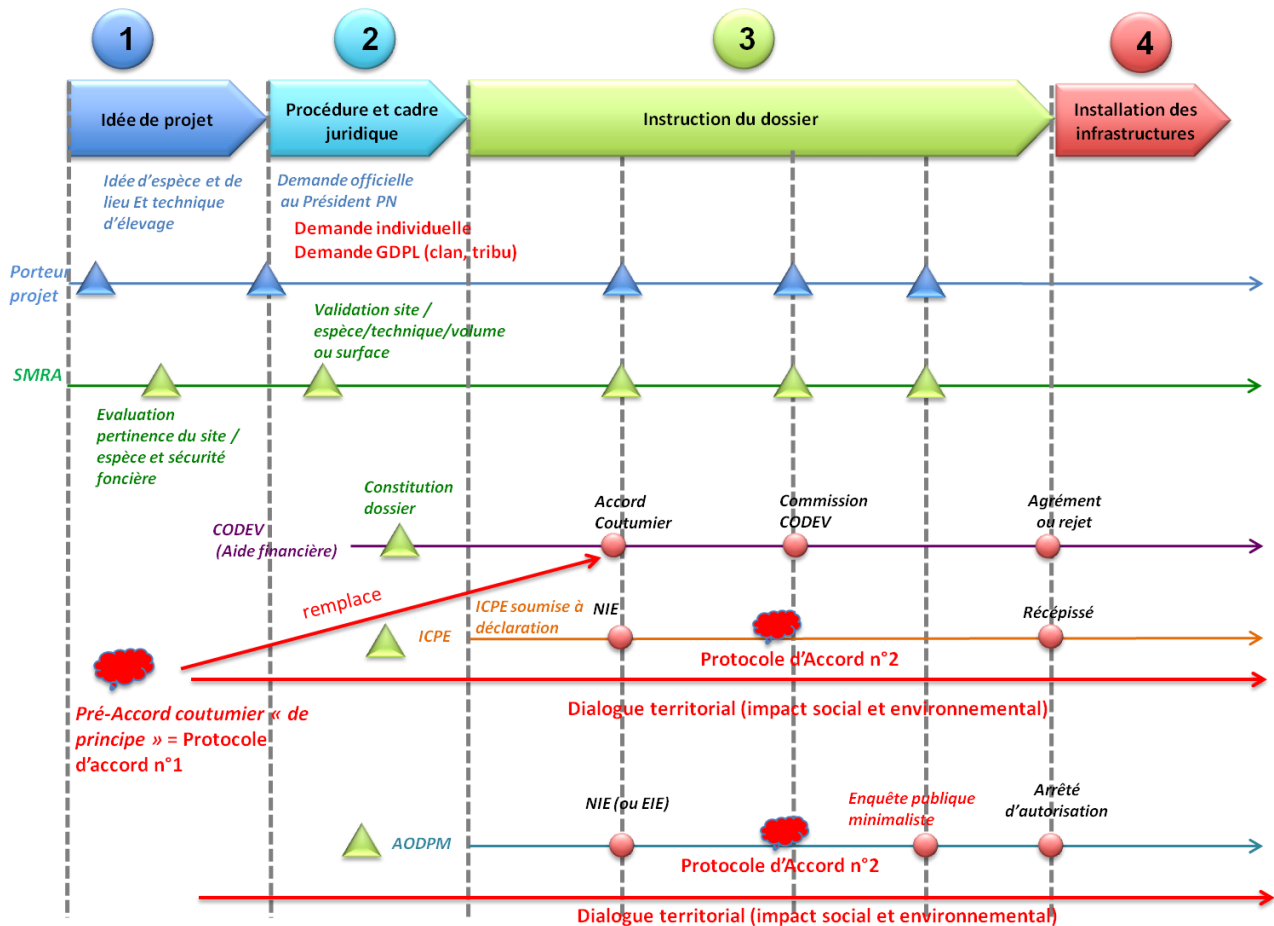 1
2
3
4
Idée de projet
Procédure et cadre
juridique
Instruction du dossier
Installation des
infrastructures
Idée d'espèce et de
lieu Et technique
d'élevage
Demande officielle
au Président PN
Demande individuelle
Demande GDPL (clan, tribu)
Porteur
projet
Validation site /
espèce/technique/volume
ou surface
SMRA
Evaluation
pertinence du site /
espèce et sécurité
foncière
Constitution
dossier
Accord
Coutumier
Commission
CODEV
Agrément
ou rejet
CODEV
(Aide financière)
remplace
ICPE soumise à
déclaration
NIE
Récépissé
ICPE
Protocole d'Accord n°2
Pré-Accord coutumier « de
principe » = Protocole
d'accord n°1
Dialogue territorial (impact social et environnemental)
NIE (ou EIE)
Enquête publique
minimaliste
Arrêté
d'autorisation
AODPM
Protocole d'Accord n°2
Dialogue territorial (impact social et environnemental)